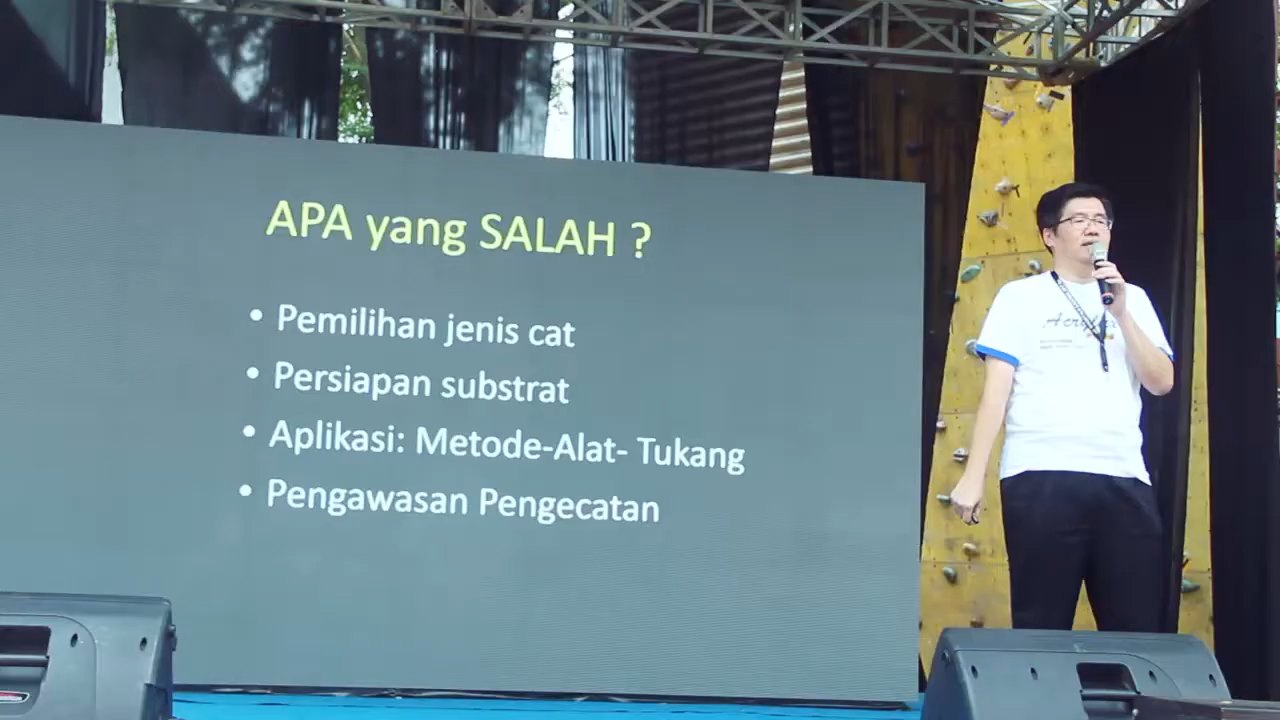 APA yang SALAH ?
• Pemilihan jenis cat
• Persiapan substrat
• Aplikasi: Metode-Alat- Tukang
• Pengawasan Pengecatan